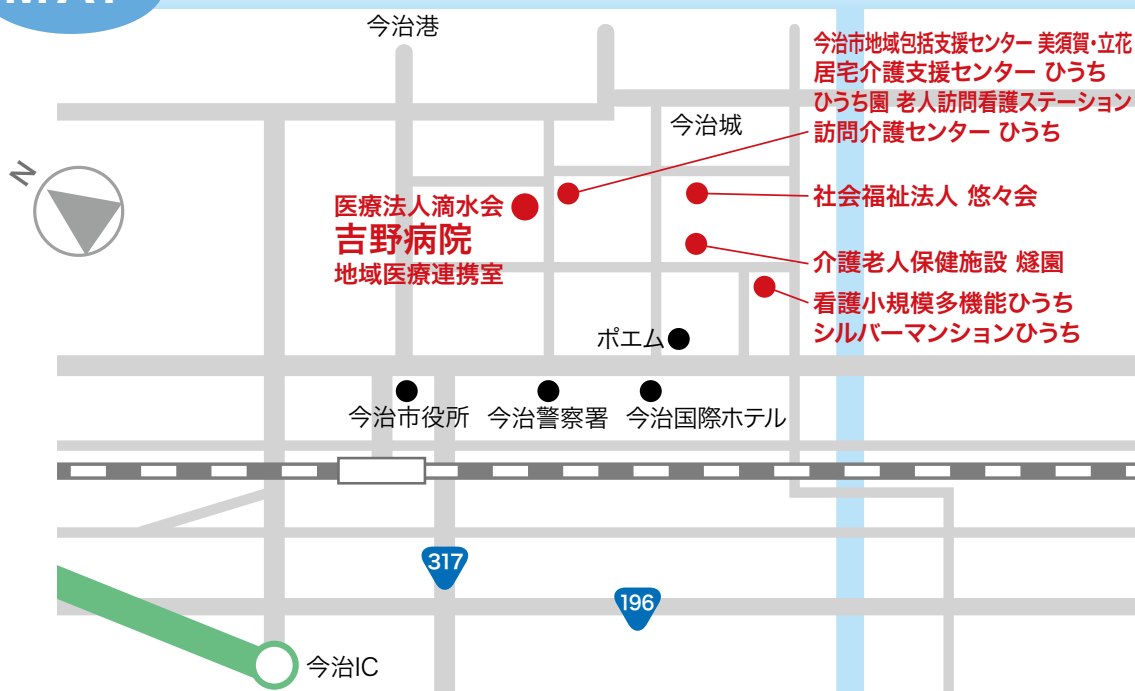 MAP
今治港
今治市地域包括支援センター 美須賀・立花
居宅介護支援センター ひうち
ひうち園 老人訪問看護ステーション
訪問介護センター ひうち
今治城
N
医療法人滴水会
吉野病院
地域医療連携室
社会福祉法人 悠々会
介護老人保健施設 燧園
看護小規模多機能ひうち
シルバーマンションひうち
ポエム
今治市役所
今治警察署
今治国際ホテル
317
196
今治IC